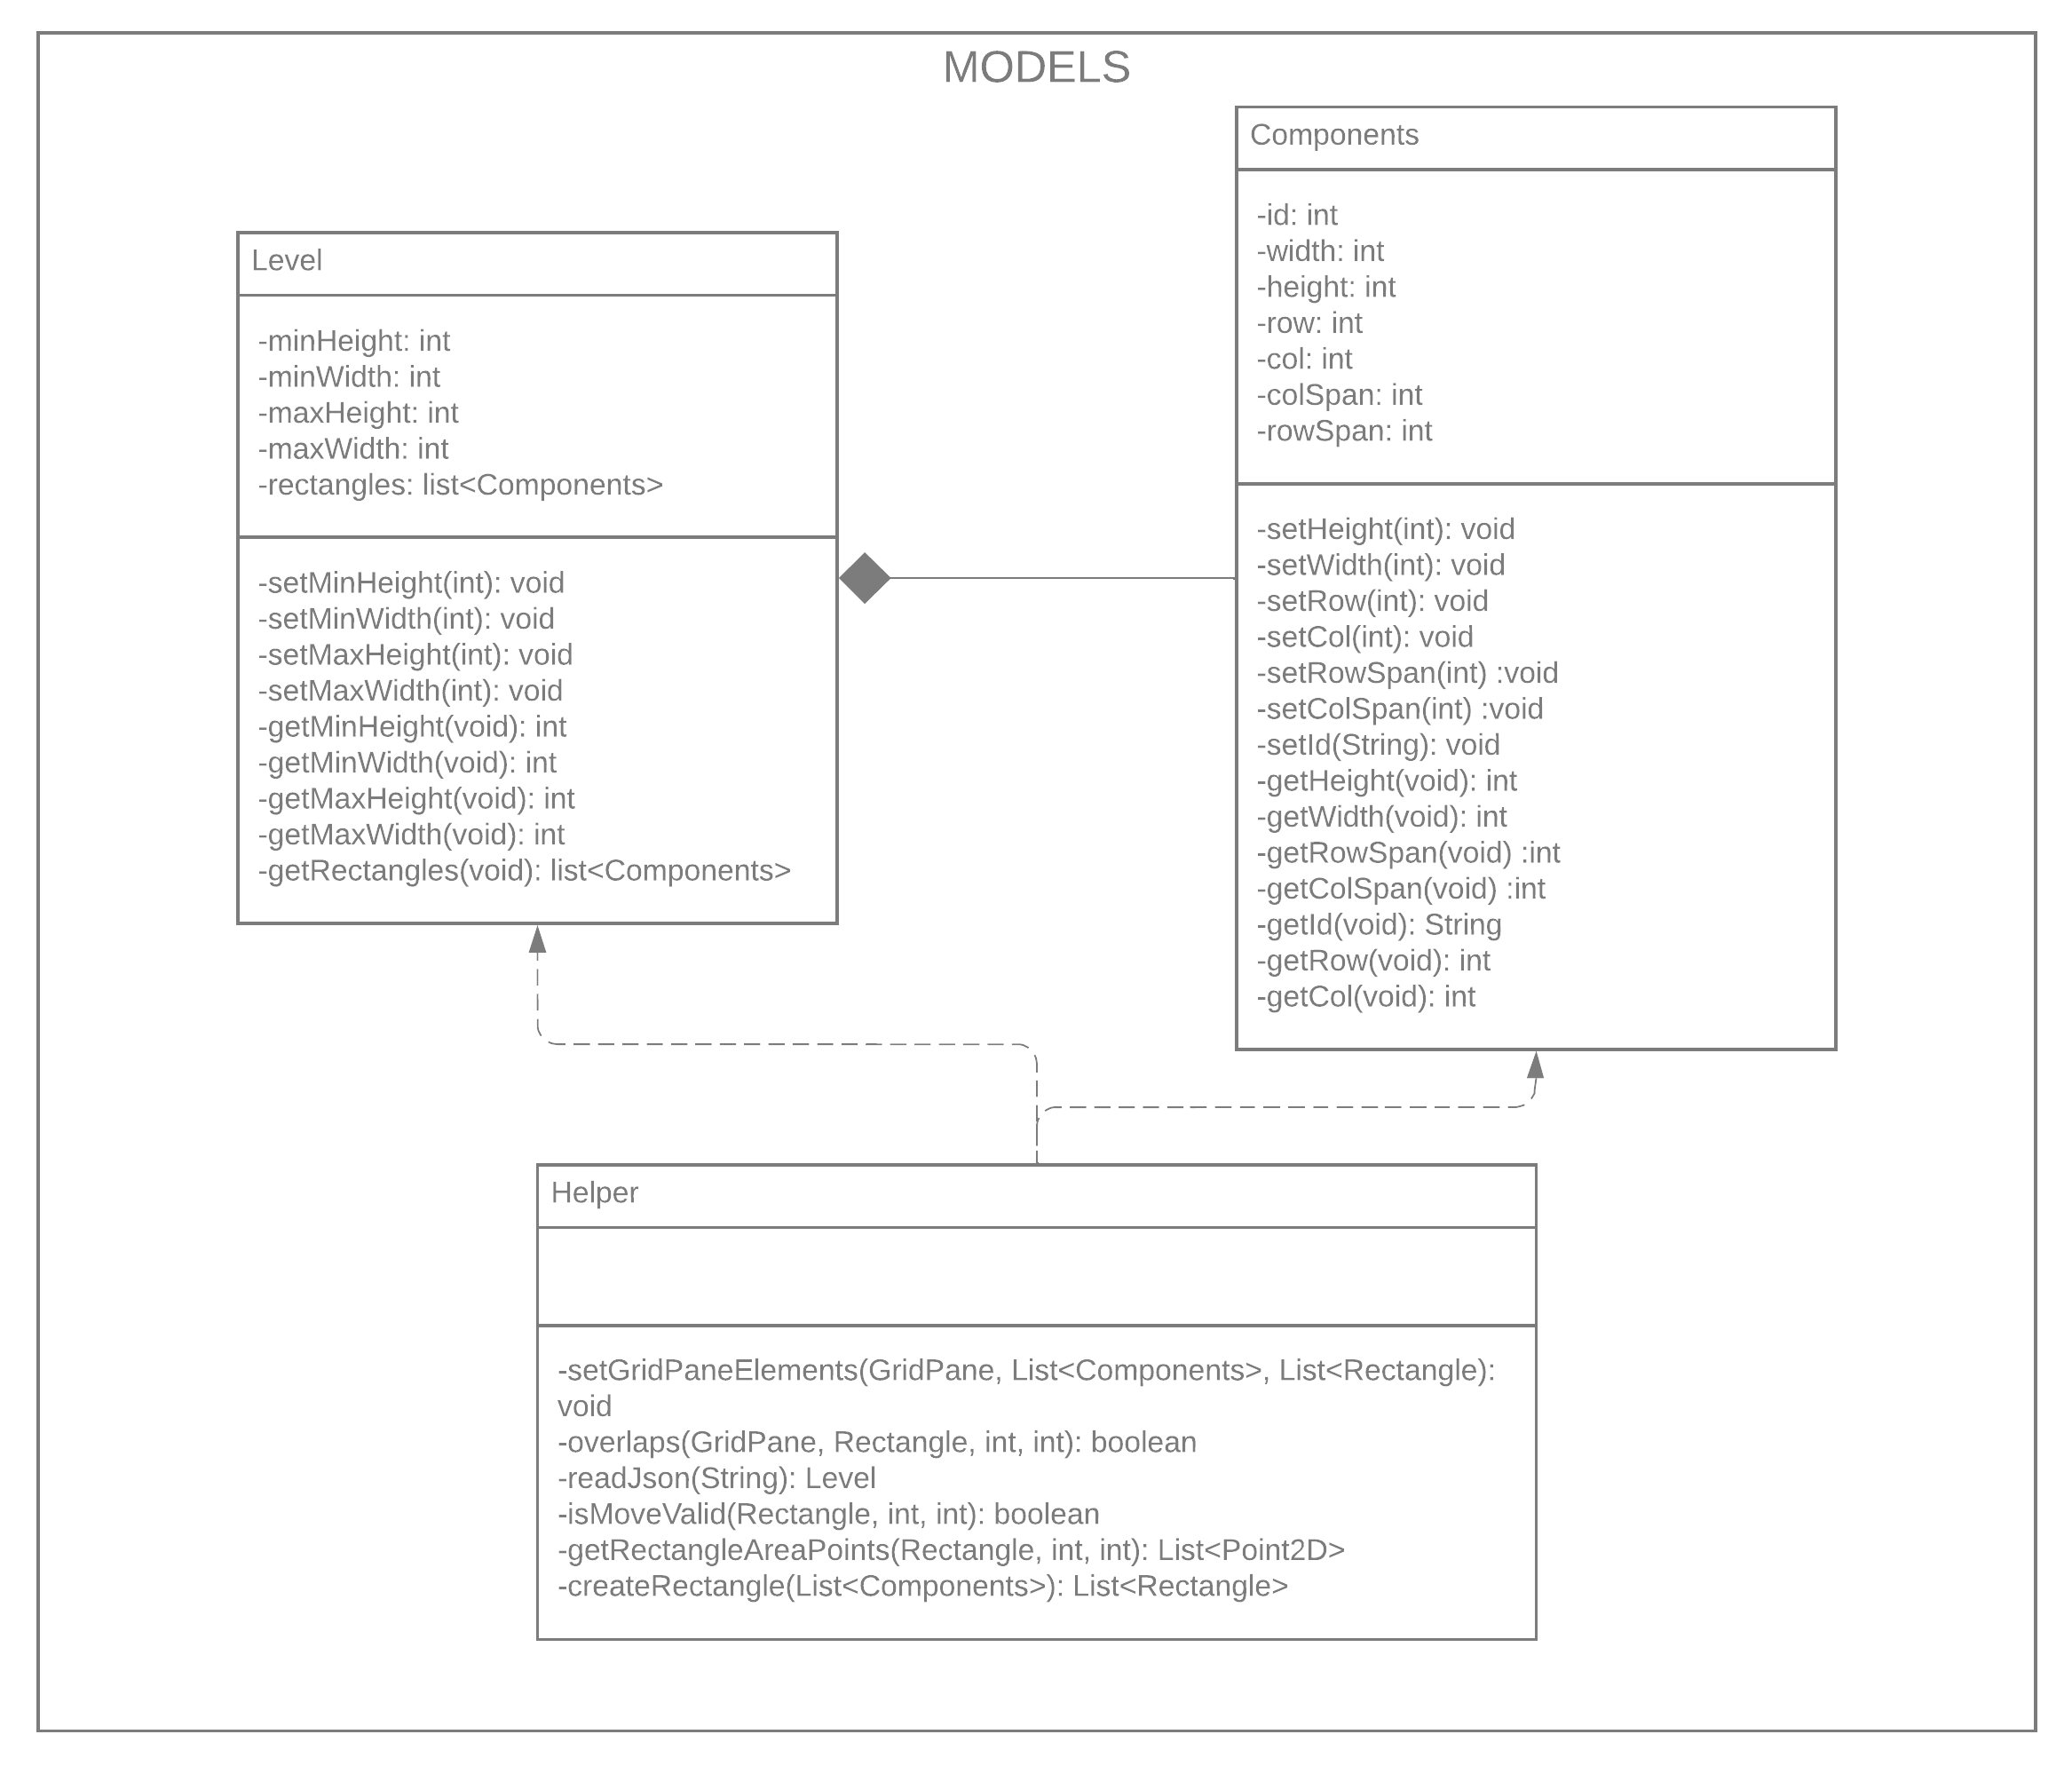 MODELS
Level
-minHeight: int
-minWidth: int
-maxHeight: int
-maxWidth: int
-rectangles: list<Components>
-setMinHeight(int): void
-setMinWidth(int): void
-setMaxHeight(int): void
-setMaxWidth(int): void
-getMinHeight(void): int
-getMinWidth(void): int
-getMaxHeight(void): int
-getMaxWidth(void): int
-getRectangles(void): list<Components>
Components
-id: int
-width: int
-height: int
-row: int
-col: int
-colSpan: int
-rowSpan: int
-setHeight(int): void
-setWidth(int): void
-setRow(int): void
-setCol(int): void
-setRowSpan(int) :void
-setColSpan(int) :void
-setId(String): void
-getHeight(void): int
-getWidth(void): int
-getRowSpan(void) :int
-getColSpan(void) :int
-getId(void): String
-getRow(void): int
-getCol(void): int
Helper
-setGridPaneElements(GridPane, List<Components>, List<Rectangle):
void
-overlaps(GridPane, Rectangle, int, int): boolean
-readJson(String): Level
-isMoveValid(Rectangle, int, int): boolean
-getRectangleAreaPoints(Rectangle, int, int): List<Point2D>
-createRectangle(List<Components>): List<Rectangle>